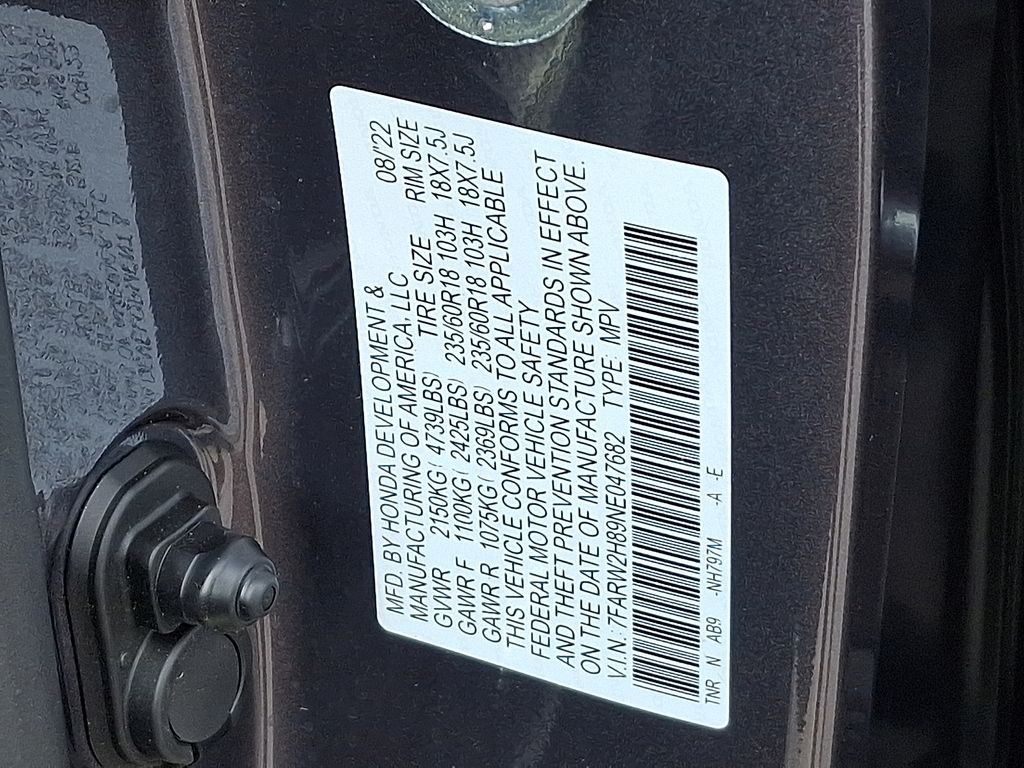 MFD. BY HONDA DEVELOPMENT & 08/'22
MANUFACTURING OF AMERICA, LLC
TIRE SIZE RIM SIZE
GVWR 2150KG( 4739LBS)
GAWR F 1100KG( 2425LBS) 235/60R18 103H 18X7.5J
GAWR R 1075KG( 2369LBS) 235/60R18 103H 18X7.5J
THIS VEHICLE CONFORMS TO ALL APPLICABLE
FEDERAL MOTOR VEHICLE SAFETY
AND THEFT PREVENTION STANDARDS IN EFFECT
ON THE DATE OF MANUFACTURE SHOWN ABOVE.
V.I.N.: 7FARW2H89NE047682 TYPE: MPV
TNR N AB9 -NH797M -A -E